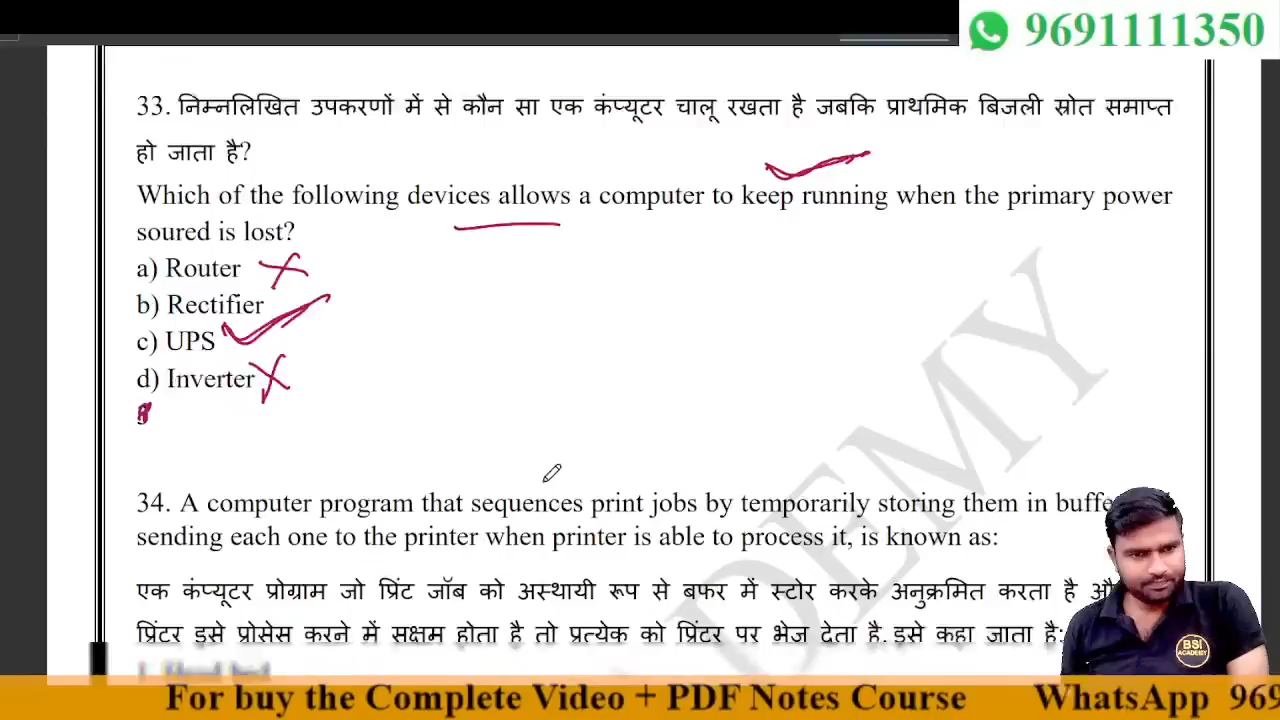 9691111350
33. निम्नलिखित उपकरणों में से कौन सा एक कंप्यूटर चालू रखता है जबकि प्राथमिक बिजली स्रोत समाप्त
हो जाता है?
Which of the following devices allows a computer to keep running when the primary power
soured is lost?
a) Router
b) Rectifier
c) UPS
d) Inverter
34. A computer program that sequences print jobs by temporarily storing them in buffe
sending each one to the printer when printer is able to process it, is known as:
एक कंप्यूटर प्रोग्राम जो प्रिंट जॉब को अस्थायी रूप से बफर में स्टोर करके अनुक्रमित करता है औ
प्रिंटर इसे प्रोसेस करने में सक्षम होता है तो प्रत्येक को प्रिंटर पर भेज देता है, इसे कहा जाता है:
DEMY
BSI
ACADEMY
For buy the Complete Video + PDF Notes Course WhatsApp 969